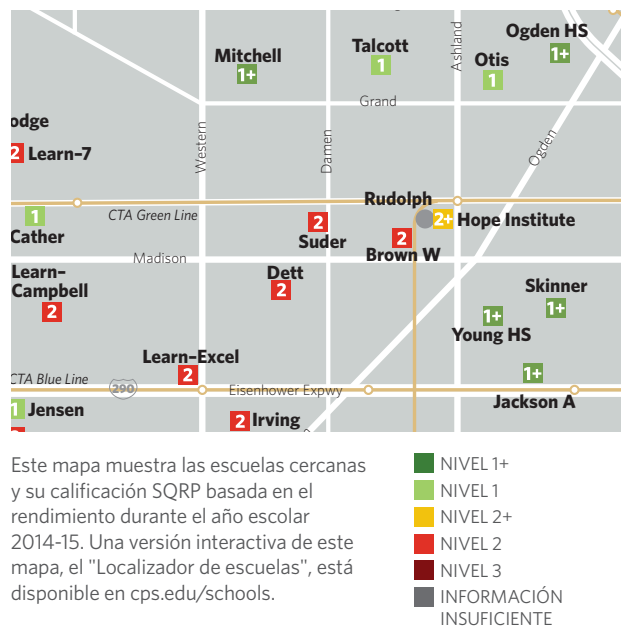 Ogden HS
1+
Talcott
1
Mitchell
1+
Otis
1
Ashland
Grand
Western
Damen
Ogden
odge
2 Learn–7
1
Cather
CTA Green Line
Rudolph
2+ Hope Institute
2
Suder
2
Brown W
Madison
Learn–
Campbell
2
Dett
2
Skinner
1+
1+
Young HS
Learn–Excel
2
1+
Jackson A
CTA Blue Line
290
Eisenhower Expwy
1 Jensen
2 Irving
Este mapa muestra las escuelas cercanas
y su calificación SQRP basada en el
rendimiento durante el año escolar
2014-15. Una versión interactiva de este
mapa, el "Localizador de escuelas", está
disponible en cps.edu/schools.
NIVEL 1+
NIVEL 1
NIVEL 2+
NIVEL 2
NIVEL 3
INFORMACIÓN
INSUFICIENTE